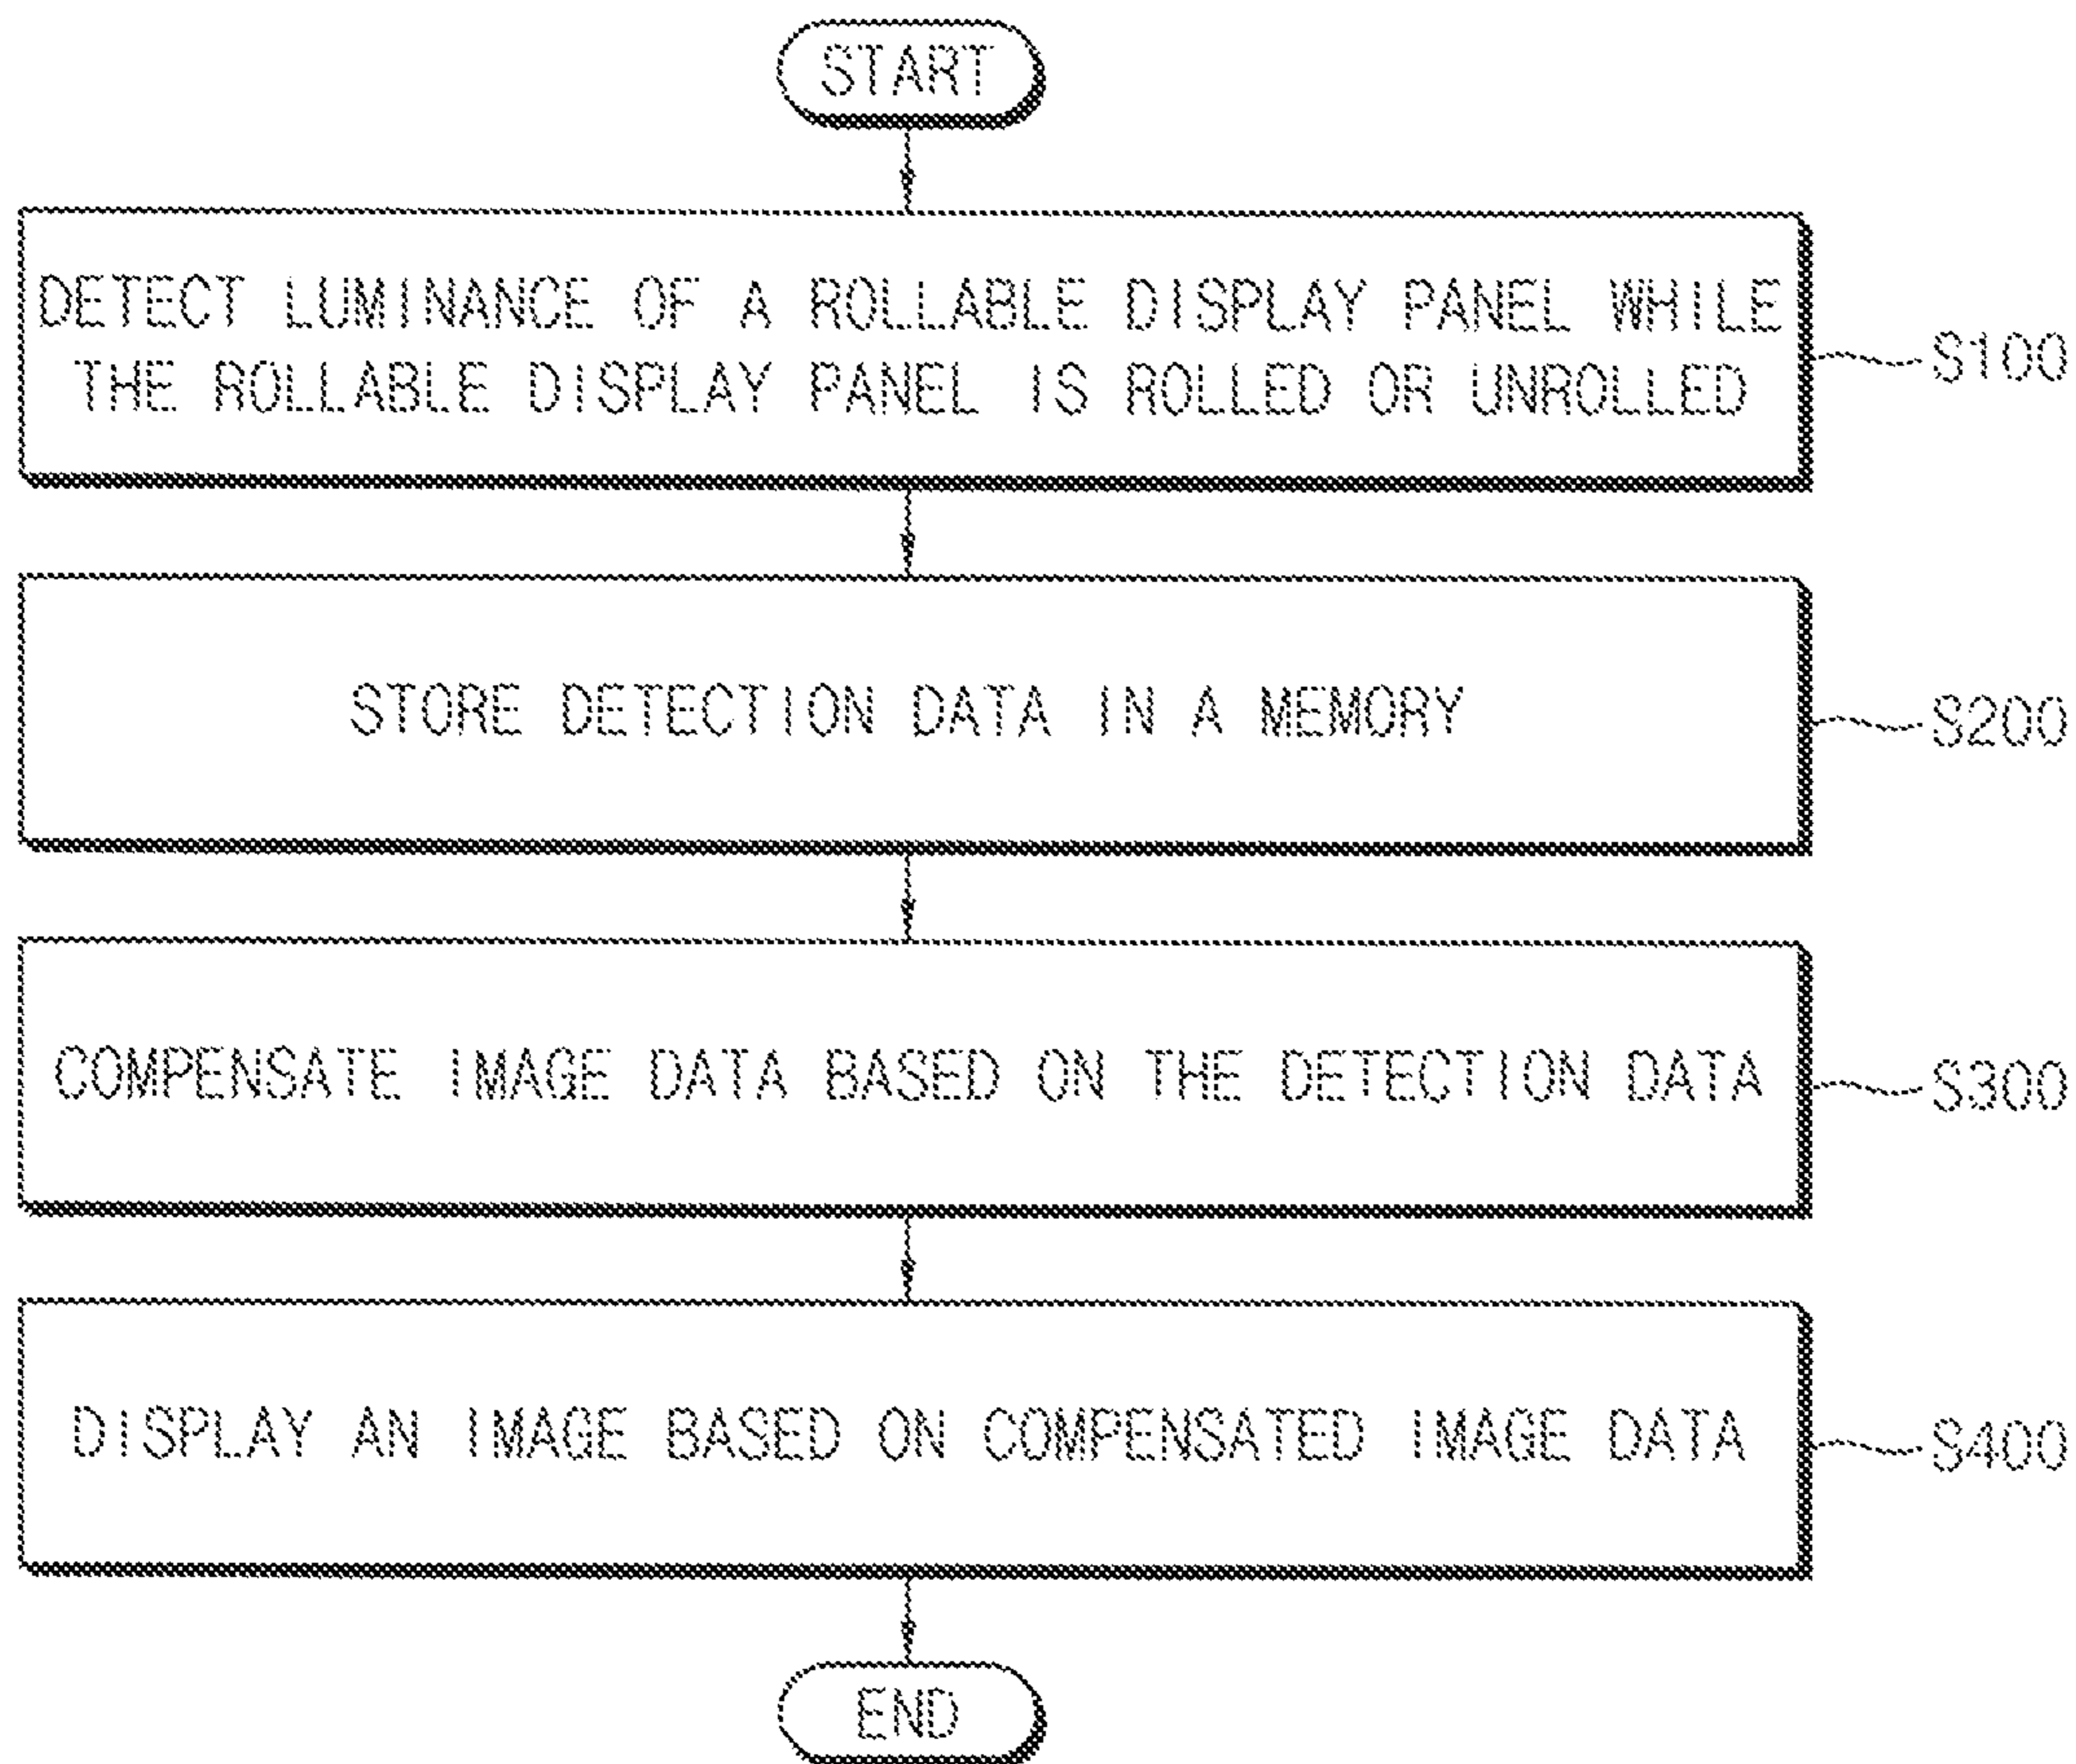 START
DETECT LUMINANCE OF A ROLLABLE DISPLAY PANEL WHILE
THE ROLLABLE DISPLAY PANEL IS ROLLED OR UNROLLED
S100
STORE DETECTION DATA IN A MEMORY
S200
COMPENSATE IMAGE DATA BASED ON THE DETECTION DATA
S300
DISPLAY AN IMAGE BASED ON COMPENSATED IMAGE DATA
S400
END